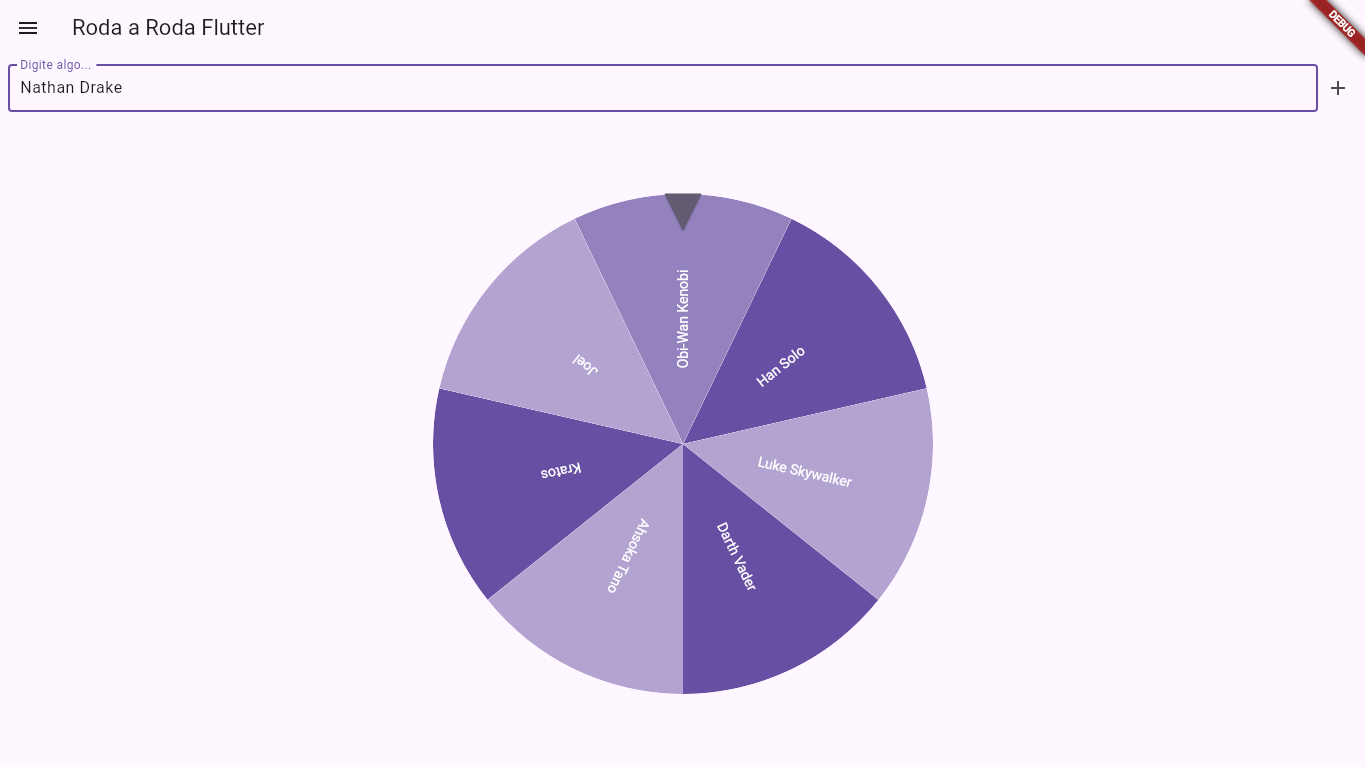 Roda a Roda Flutter
DEBUG
Digite algo...
Nathan Drake
Obi-Wan Kenobi
Han Solo
Luke Skywalker
Darth Vader
Ahsoka Tano
Kratos
Joel